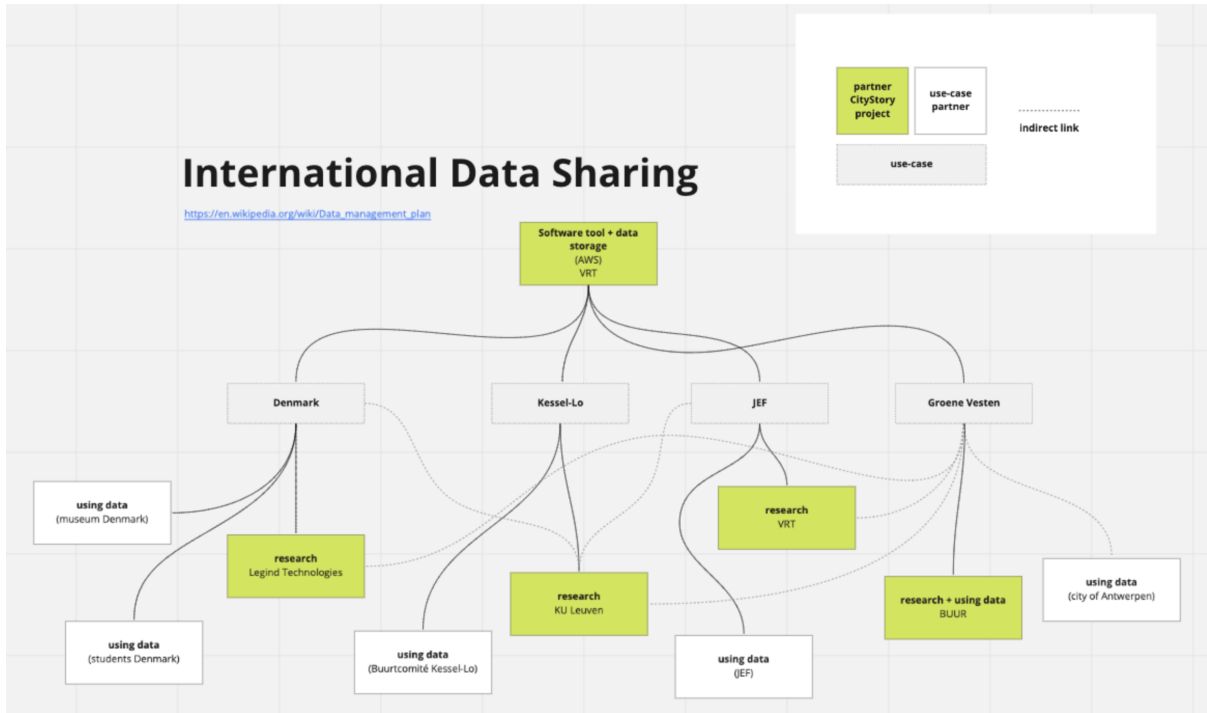 partner
CityStory
project
use-case
partner
indirect link
use-case
International Data Sharing
https://en.wikipedia.org/wiki/Data_management_plan
Software tool + data
storage
(AWS)
VRT
Denmark
Kessel-Lo
JEF
Groene Vesten
using data
(museum Denmark)
research
VRT
research
Legind Technologies
research
KU Leuven
research + using data
BUUR
using data
(city of Antwerpen)
using data
(students Denmark)
using data
(Buurtcomité Kessel-Lo)
using data
(JEF)